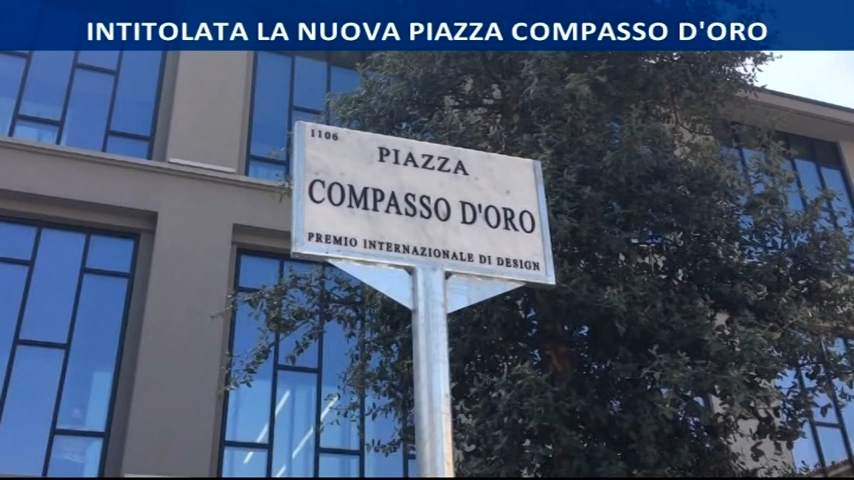 INTITOLATA LA NUOVA PIAZZA COMPASSO D'ORO
1106
PIAZZA
COMPASSO D'ORO
PREMIO INTERNAZIONALE DI DESIGN